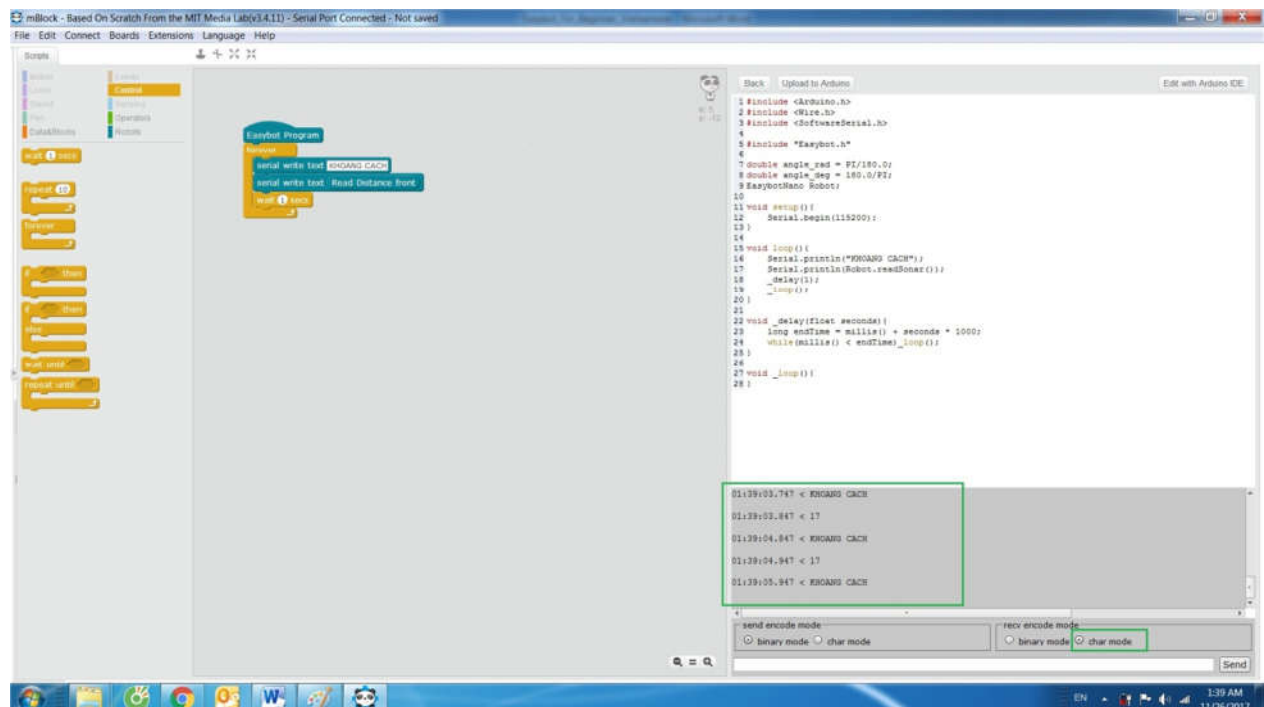 mBlock - Based On Scratch From the MIT Media Lab(v3.4.11) - Serial Port Connected - Not saved
File Edit Connect Boards Extensions Language Help
Scripts
Control
Operators
Data&Blocks
Robots
wait 1 secs
repeat 10
forever
if then
if then
else
wait until
repeat until
Easybot Program
forever
serial write text KHOANG CACH
serial write text Read Distance front
wait 1 secs
Back Upload to Arduino Edit with Arduino IDE
1 #include <Arduino.h>
2 #include <Wire.h>
3 #include <SoftwareSerial.h>
4
5 #include "Easybot.h"
6
7 double angle_rad = PI/180.0;
8 double angle_deg = 180.0/PI;
9 EasybotNano Robot;
10
11 void setup(){
12 Serial.begin(115200);
13 }
14
15 void loop(){
16 Serial.println("KHOANG CACH");
17 Serial.println(Robot.readSonar());
18 _delay(1);
19 _loop();
20 }
21
22 void _delay(float seconds){
23 long endTime = millis() + seconds * 1000;
24 while(millis() < endTime)_loop();
25 }
26
27 void _loop(){
28 }
01:39:03.747 < KHOANG CACH
01:39:03.847 < 17
01:39:04.847 < KHOANG CACH
01:39:04.947 < 17
01:39:05.947 < KHOANG CACH
send encode mode
binary mode char mode
recv encode mode
binary mode char mode
Send
EN
1:39 AM
11/26/2017